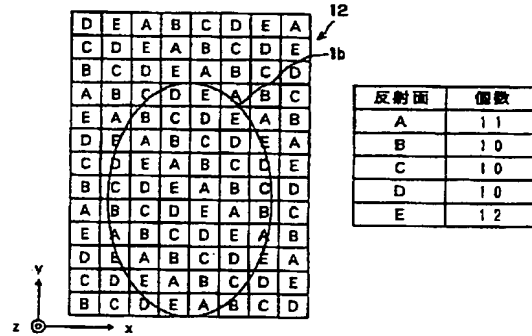 12
1b
D E A B C D E A
C D E A B C D E
B C D E A B C D
A B C D E A B C
E A B C D E A B
D E A B C D E A
C D E A B C D E
B C D E A B C D
A B C D E A B C
E A B C D E A B
D E A B C D E A
C D E A B C D E
B C D E A B C D
y
z
x
反射面 個数
A 11
B 10
C 10
D 10
E 12